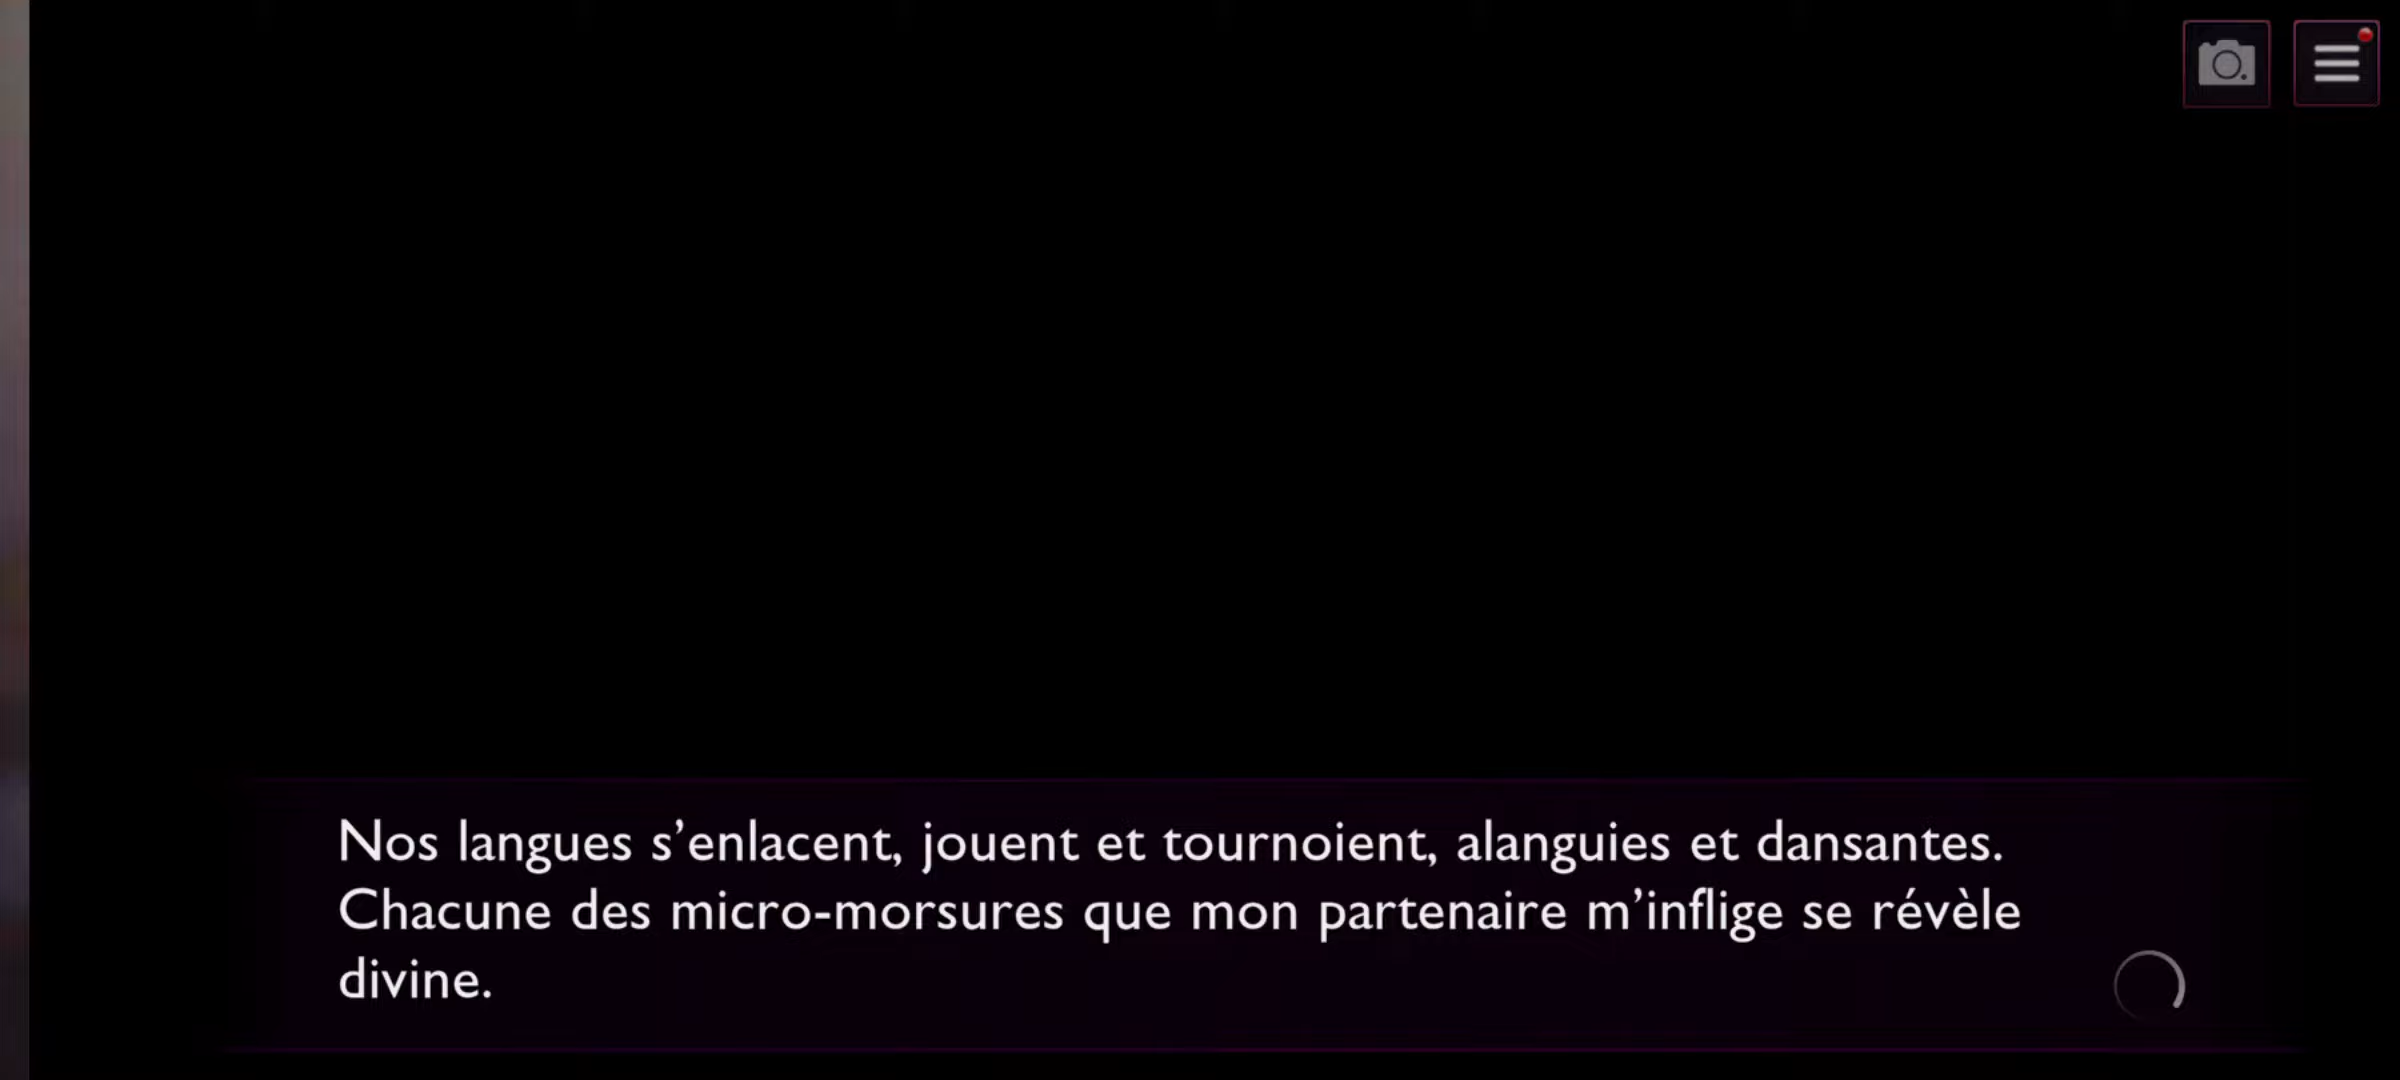 Nos langues s’enlacent, jouent et tournoient, alanguies et dansantes.
Chacune des micro-morsures que mon partenaire m’inflige se révèle
divine.